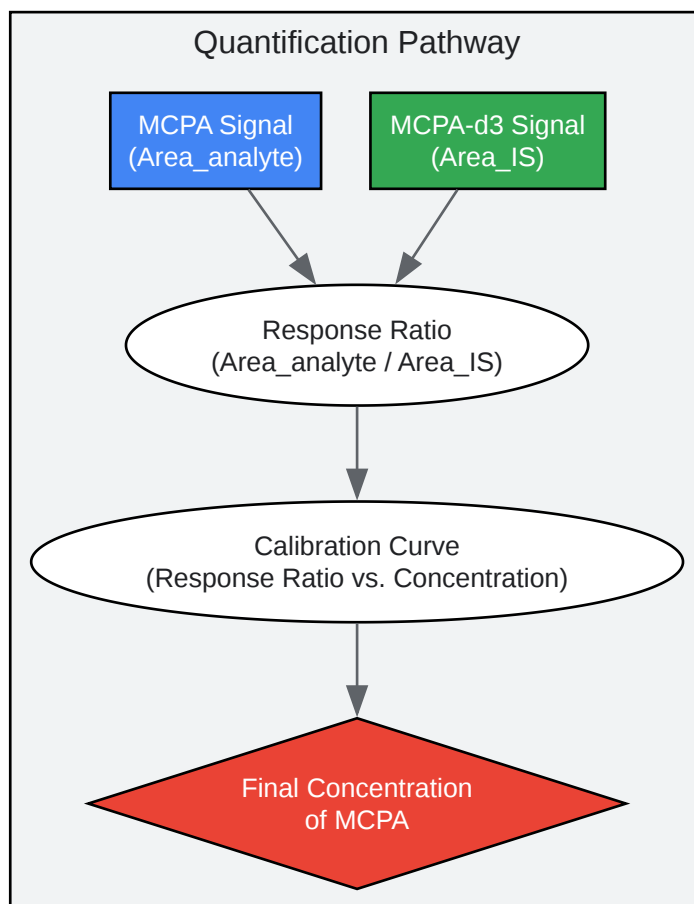 Quantification Pathway
MCPA Signal
(Area_analyte)
MCPA-d3 Signal
(Area_IS)
Response Ratio
(Area_analyte / Area_IS)
Calibration Curve
(Response Ratio vs. Concentration)
Final Concentration
of MCPA